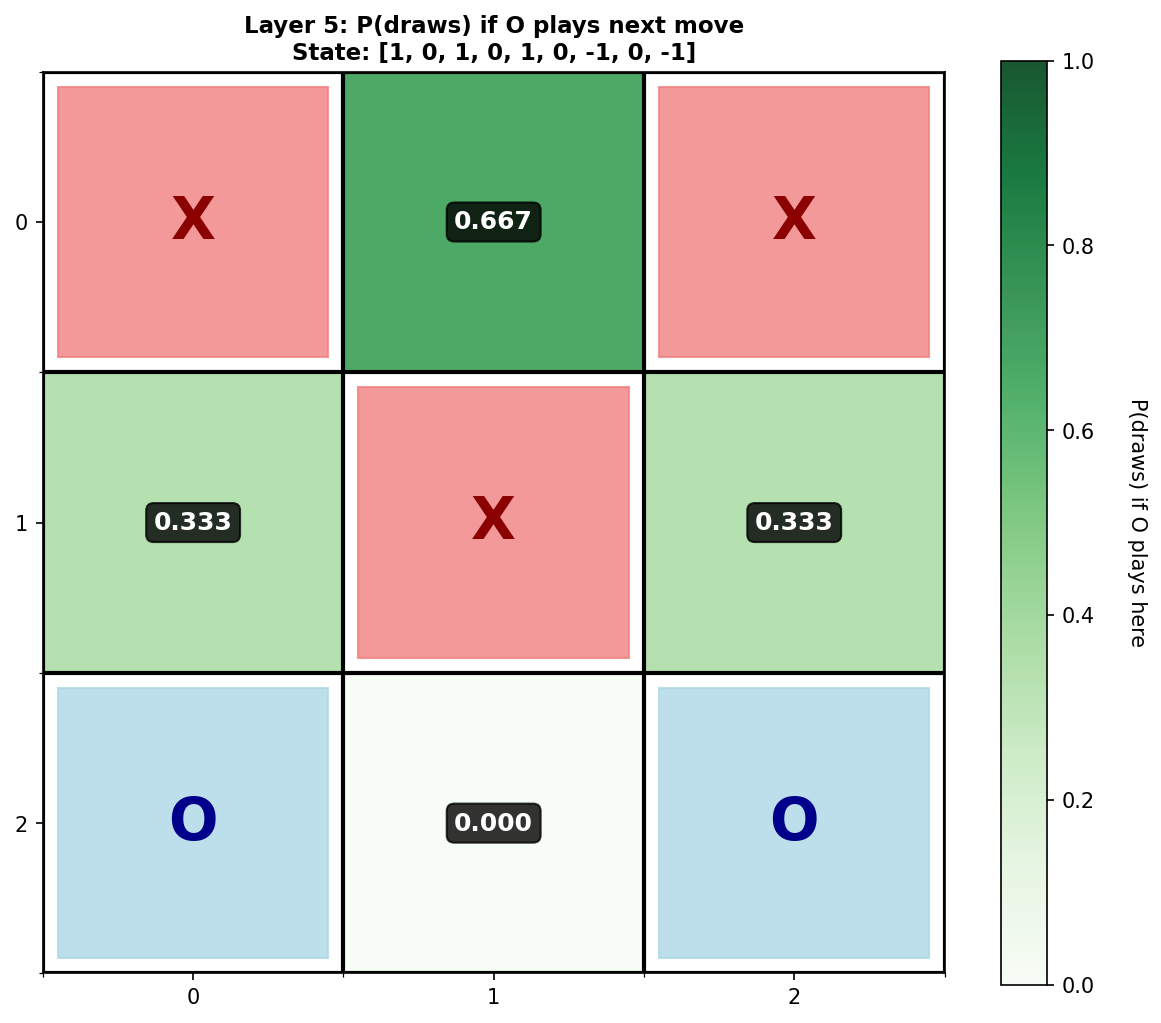 Layer 5: P(draws) if O plays next move
State: [1, 0, 1, 0, 1, 0, -1, 0, -1]
0
X
0.667
X
1
0.333
X
0.333
2
O
0.000
O
0
1
2
1.0
0.8
0.6
0.4
0.2
0.0
P(draws) if O plays here